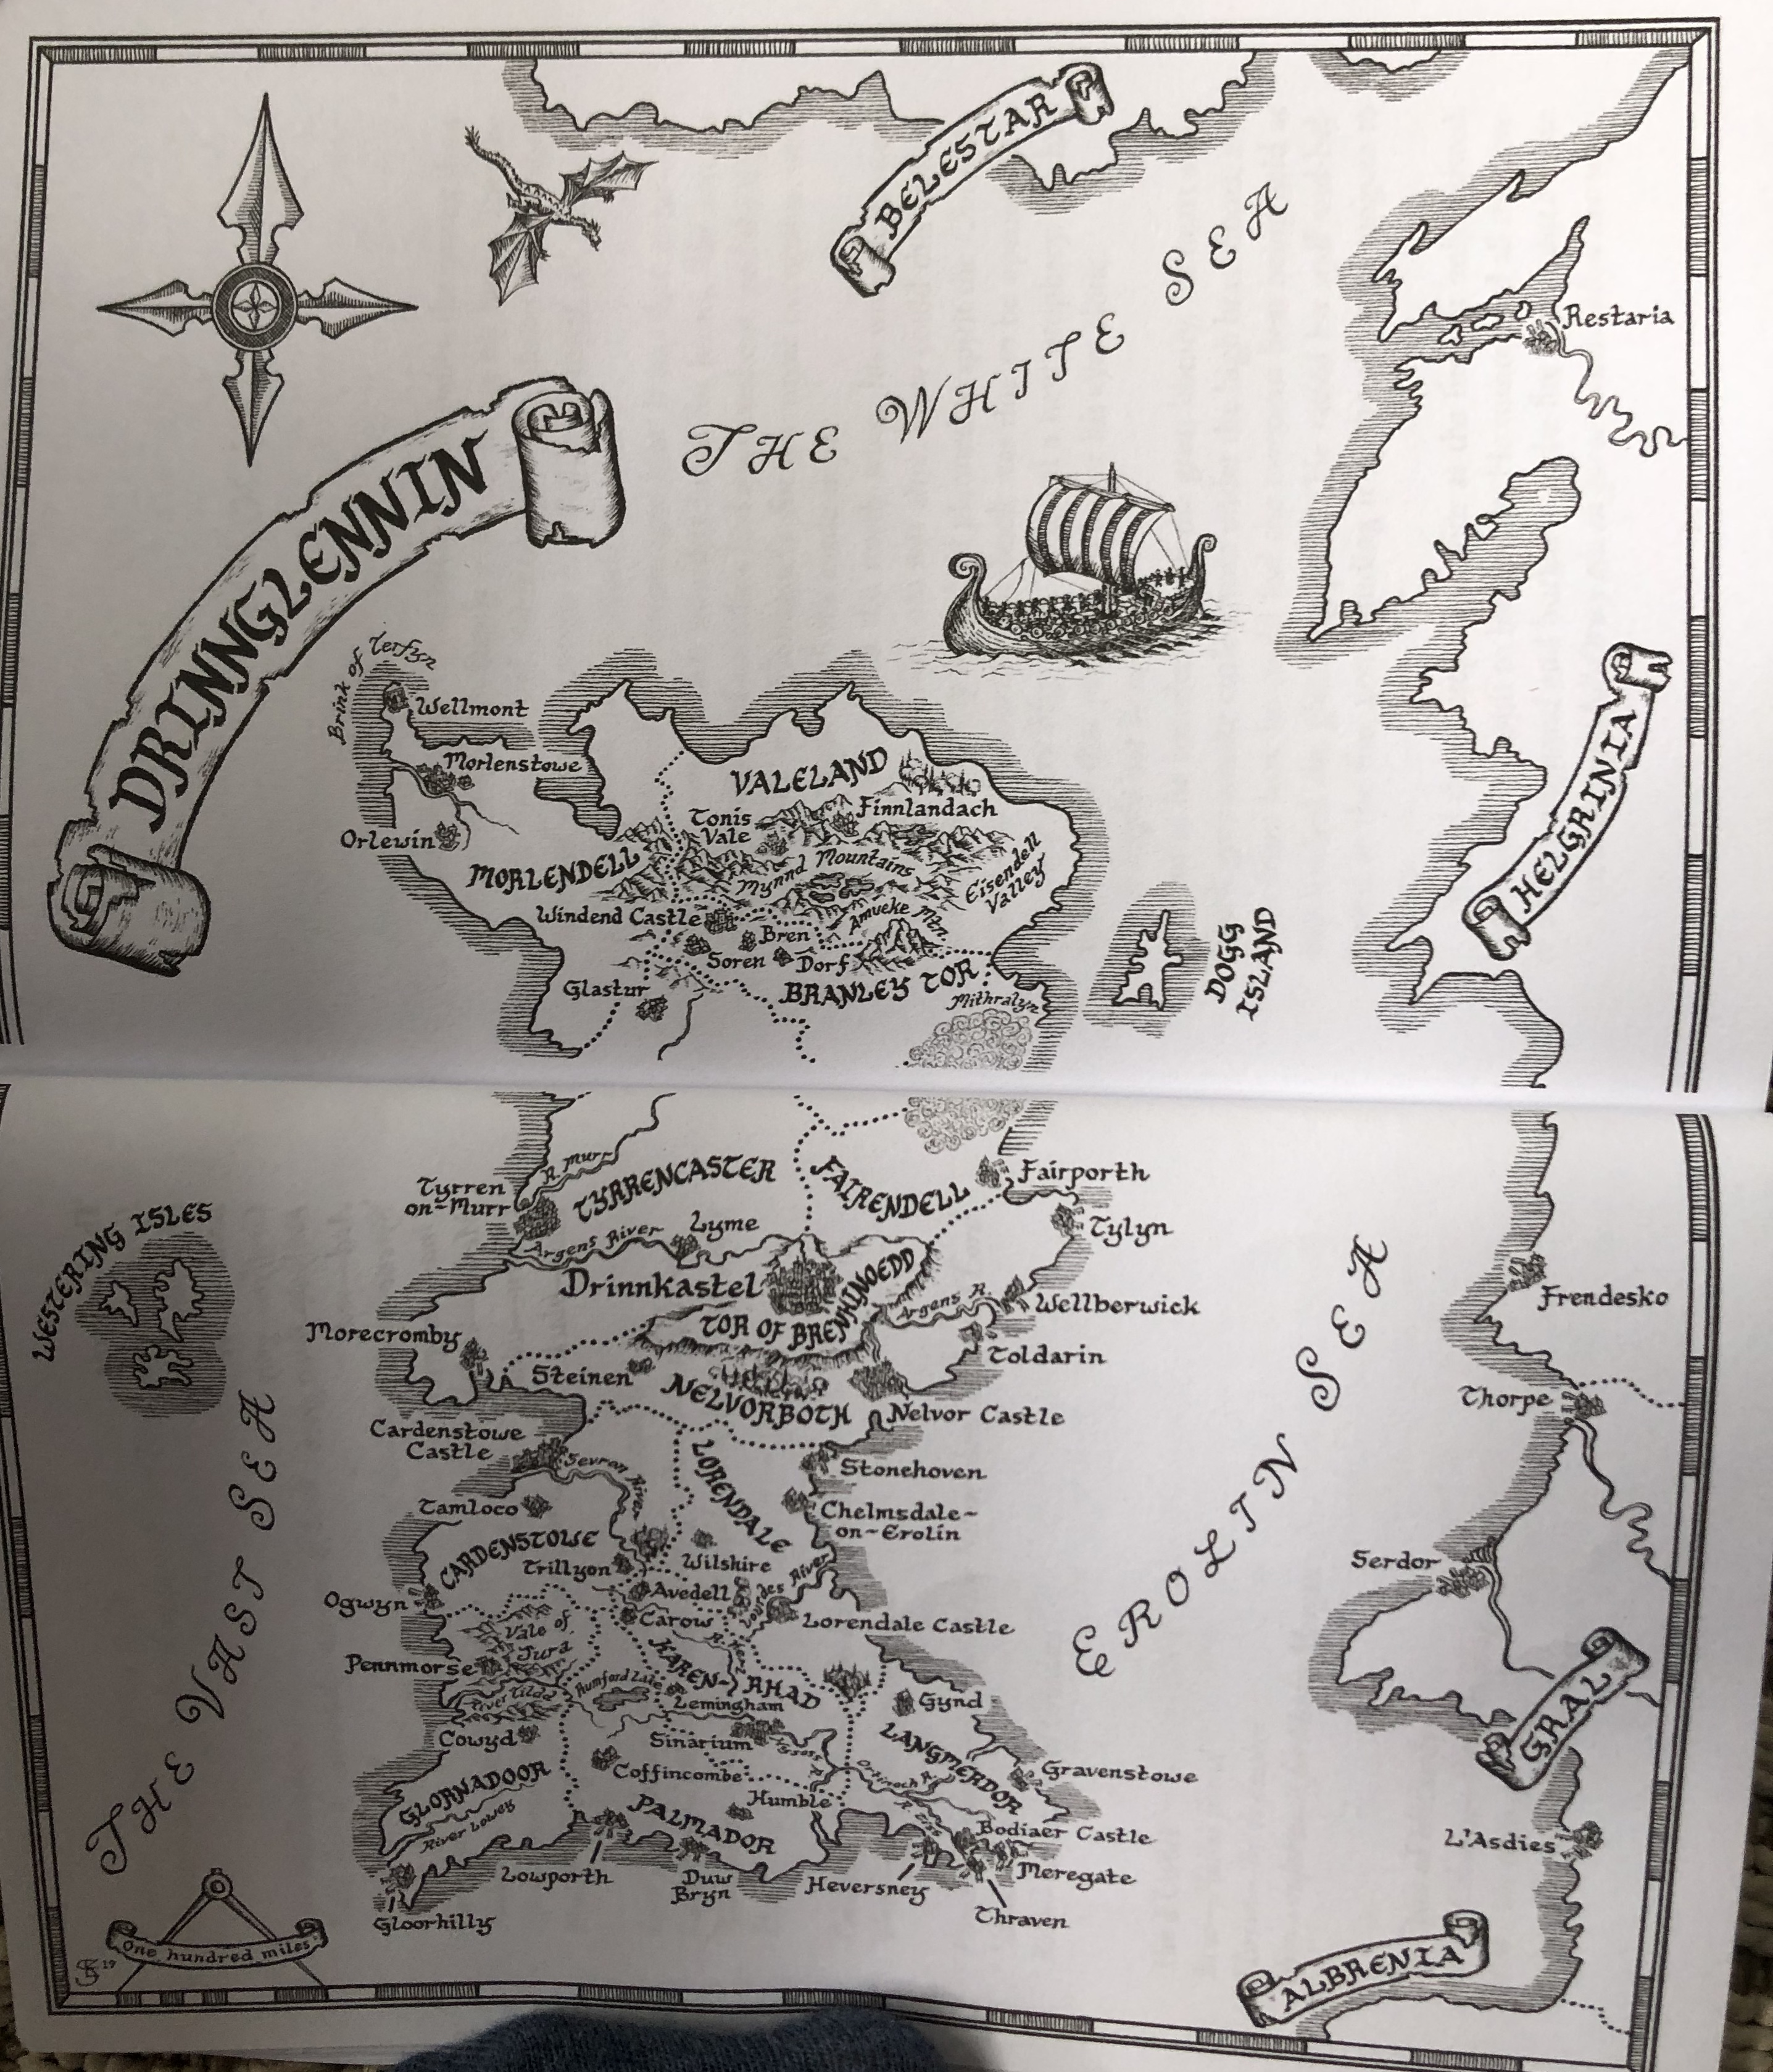 BELESTAR
THE WHITE SEA
Restaria
DRINNGLENNIN
HELGRINIA
Brink of Terfyn
Wellmont
Morlenstowe
Orlewin
MORLENDELL
VALELAND
Tonis
Vale
Finnlandach
Mynnd Mountains
Eisendell
Valley
Windend Castle
Amueke Mtn.
Bren
Soren
Dorf
Glastur
BRANLEY TOR
Mithralyn
DOGG
ISLAND
R. Murr
Tyrren
on-Murr
TYRRENCASTER
FAIRENDELL
Fairporth
Tylyn
Argens River
Lyme
WESTERING ISLES
Drinnkastel
TOR OF BRENHINOEDD
Argens R.
Wellberwick
Frendesko
Morecromby
Toldarin
Steinen
NELVORBOTH
Nelvor Castle
Thorpe
Cardenstowe
Castle
Sevron River
LORENDALE
Stonehoven
Tamloco
Chelmsdale-
on-Erolin
CARDENSTOWE
Trillyon
Wilshire
Serdor
Ogwyn
Avedell
Lourdes River
Carow
Lorendale Castle
EROLIN SEA
THE VAST SEA
Vale of
Jura
Pennmorse
KAREN-RHAD
River Tilda
Rumford Lake
Lemingham
Gynd
GRAL
Cowyd
Sinarium
LANGMERDOR
Coffincombe
Gravenstowe
GLORNADOOR
Humble
River Lowey
PALMADOR
Bodiaer Castle
L'Asdies
Lowporth
Duw
Bryn
Heversney
Meregate
Thraven
Gloorhilly
One hundred miles
19
ALBRENIA